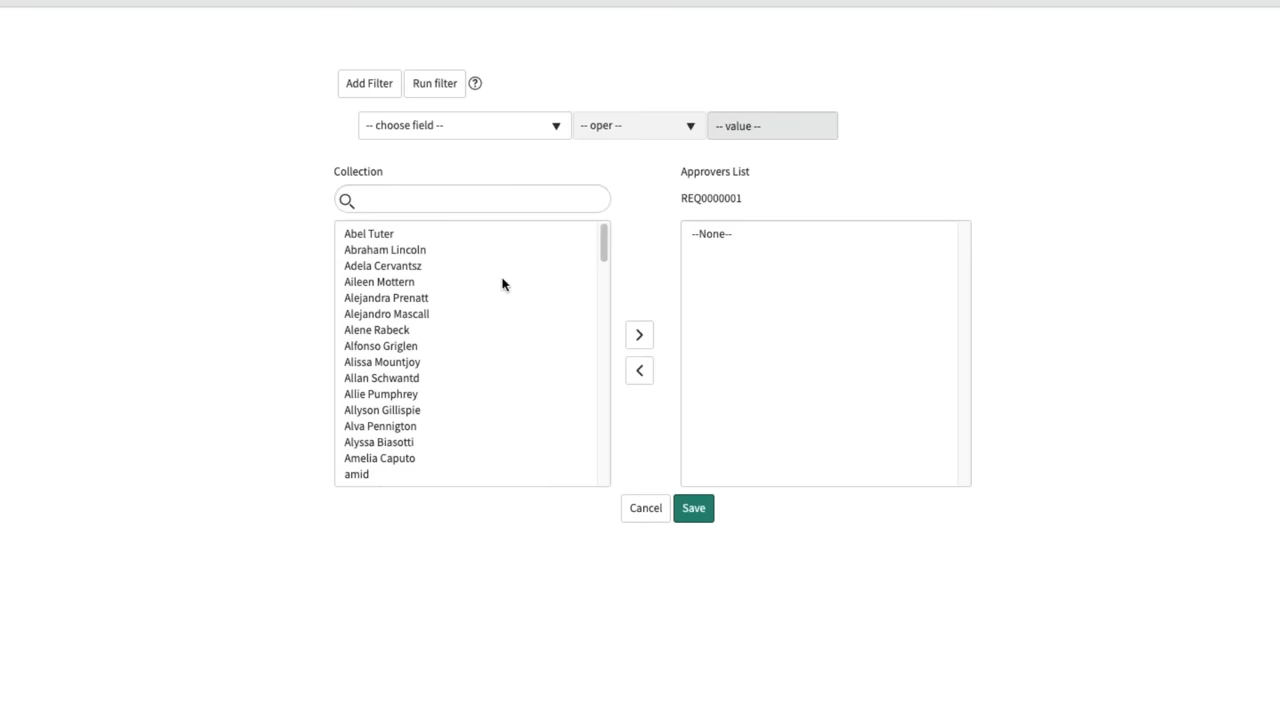 Add Filter Run filter ?
-- choose field -- -- oper -- -- value --
Collection
Approvers List
REQ0000001
Abel Tuter
Abraham Lincoln
Adela Cervantsz
Aileen Mottern
Alejandra Prenatt
Alejandro Mascall
Alene Rabeck
Alfonso Griglen
Alissa Mountjoy
Allan Schwantd
Allie Pumphrey
Allyson Gillispie
Alva Pennigton
Alyssa Biasotti
Amelia Caputo
amid
--None--
Cancel Save